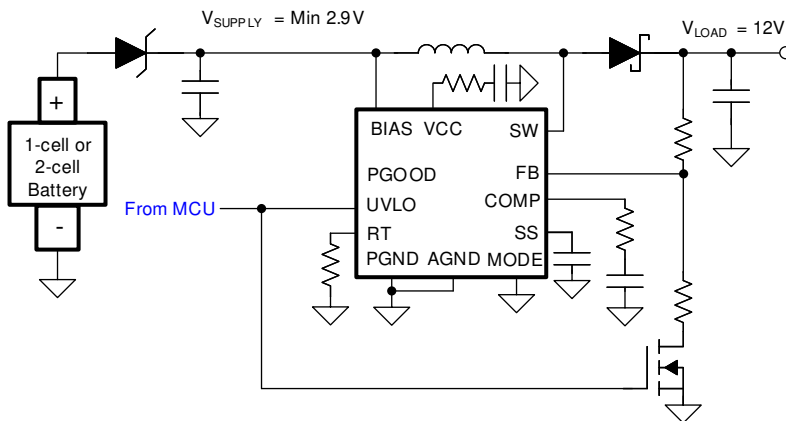 V_SUPPLY = Min 2.9V
V_LOAD = 12V
+
1-cell or
2-cell
Battery
-
BIAS VCC SW
PGOOD FB
From MCU UVLO COMP
RT SS
PGND AGND MODE